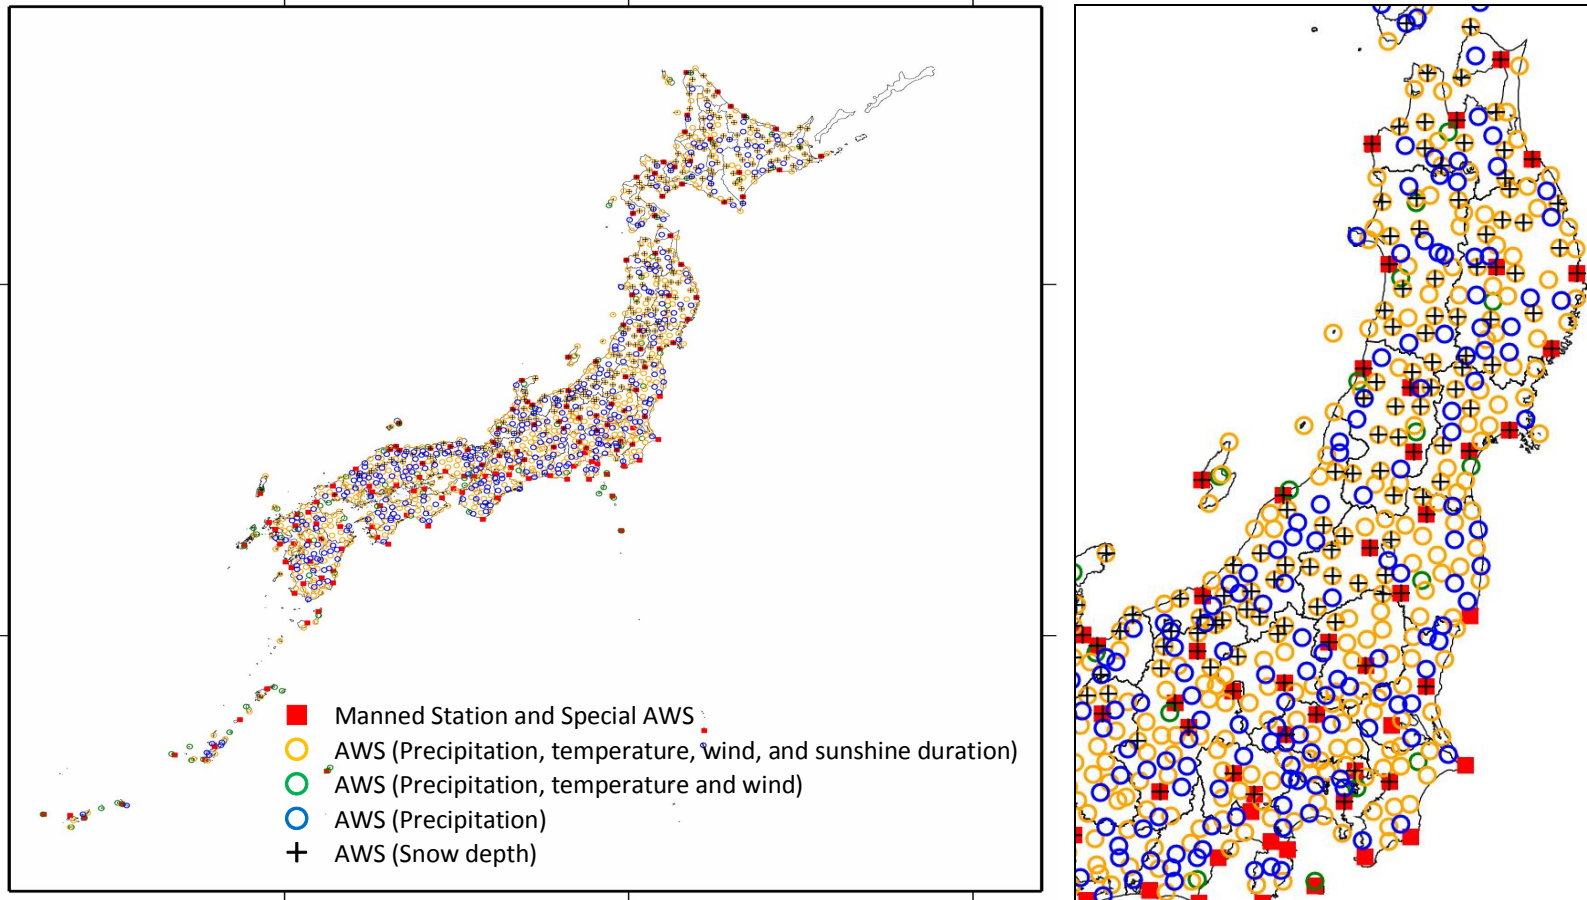 Manned Station and Special AWS
AWS (Precipitation, temperature, wind, and sunshine duration)
AWS (Precipitation, temperature and wind)
AWS (Precipitation)
AWS (Snow depth)